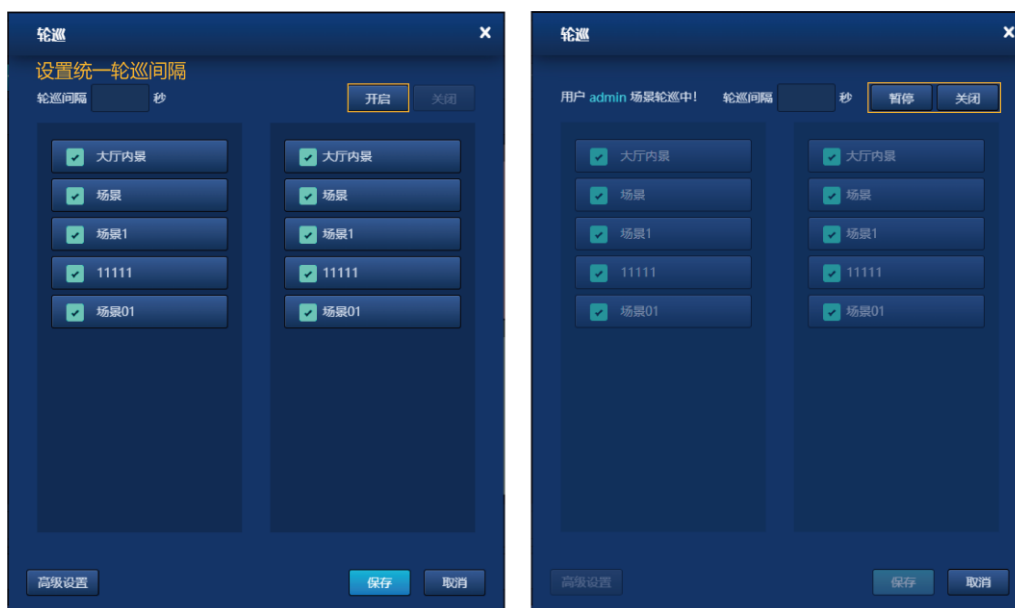 轮巡
设置统一轮巡间隔
轮巡间隔 秒 开启 关闭
大厅内景 大厅内景
场景 场景
场景1 场景1
11111 11111
场景01 场景01
高级设置 保存 取消
轮巡
用户 admin 场景轮巡中! 轮巡间隔 秒 暂停 关闭
大厅内景 大厅内景
场景 场景
场景1 场景1
11111 11111
场景01 场景01
高级设置 保存 取消